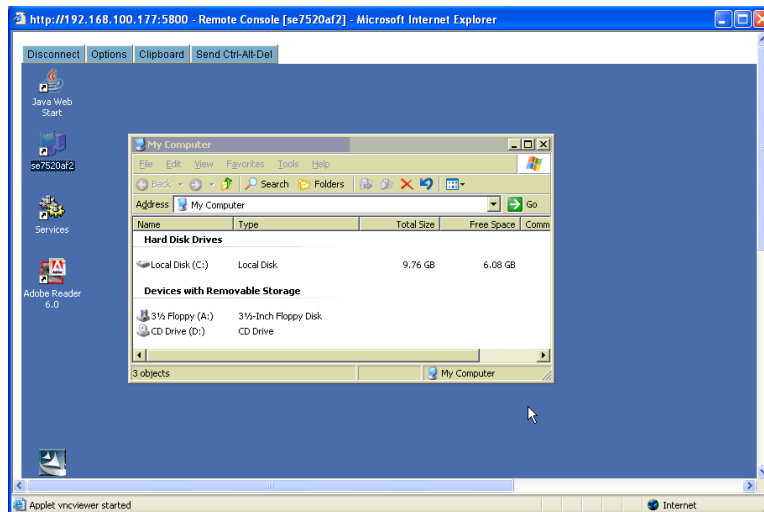 http://192.168.100.177:5800 - Remote Console [se7520af2] - Microsoft Internet Explorer
Disconnect Options Clipboard Send Ctrl-Alt-Del
Java Web
Start
se7520af2
Services
Adobe Reader
6.0
My Computer
File Edit View Favorites Tools Help
Back Search Folders
Address My Computer Go
Name Type Total Size Free Space Comm
Hard Disk Drives
Local Disk (C:) Local Disk 9.76 GB 6.08 GB
Devices with Removable Storage
3½ Floppy (A:) 3½-Inch Floppy Disk
CD Drive (D:) CD Drive
3 objects My Computer
Applet vncviewer started Internet